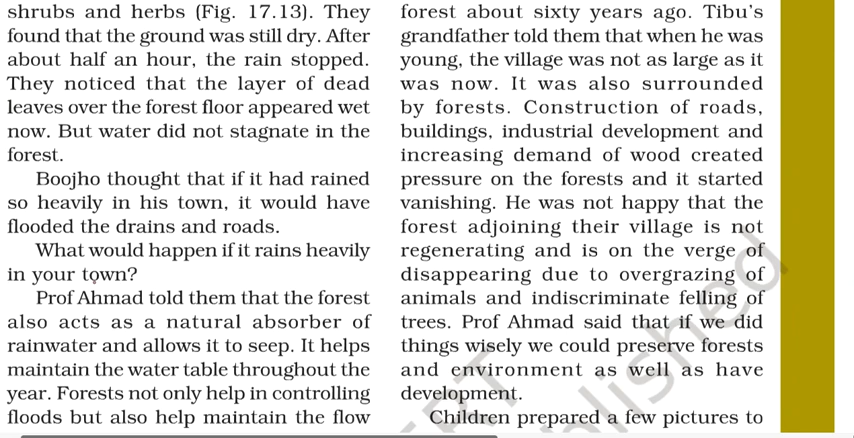 shrubs and herbs (Fig. 17.13). They
found that the ground was still dry. After
about half an hour, the rain stopped.
They noticed that the layer of dead
leaves over the forest floor appeared wet
now. But water did not stagnate in the
forest.
Boojho thought that if it had rained
so heavily in his town, it would have
flooded the drains and roads.
What would happen if it rains heavily
in your town?
Prof Ahmad told them that the forest
also acts as a natural absorber of
rainwater and allows it to seep. It helps
maintain the water table throughout the
year. Forests not only help in controlling
floods but also help maintain the flow
forest about sixty years ago. Tibu's
grandfather told them that when he was
young, the village was not as large as it
was now. It was also surrounded
by forests. Construction of roads,
buildings, industrial development and
increasing demand of wood created
pressure on the forests and it started
vanishing. He was not happy that the
forest adjoining their village is not
regenerating and is on the verge of
disappearing due to overgrazing of
animals and indiscriminate felling of
trees. Prof Ahmad said that if we did
things wisely we could preserve forests
and environment as well as have
development.
Children prepared a few pictures to